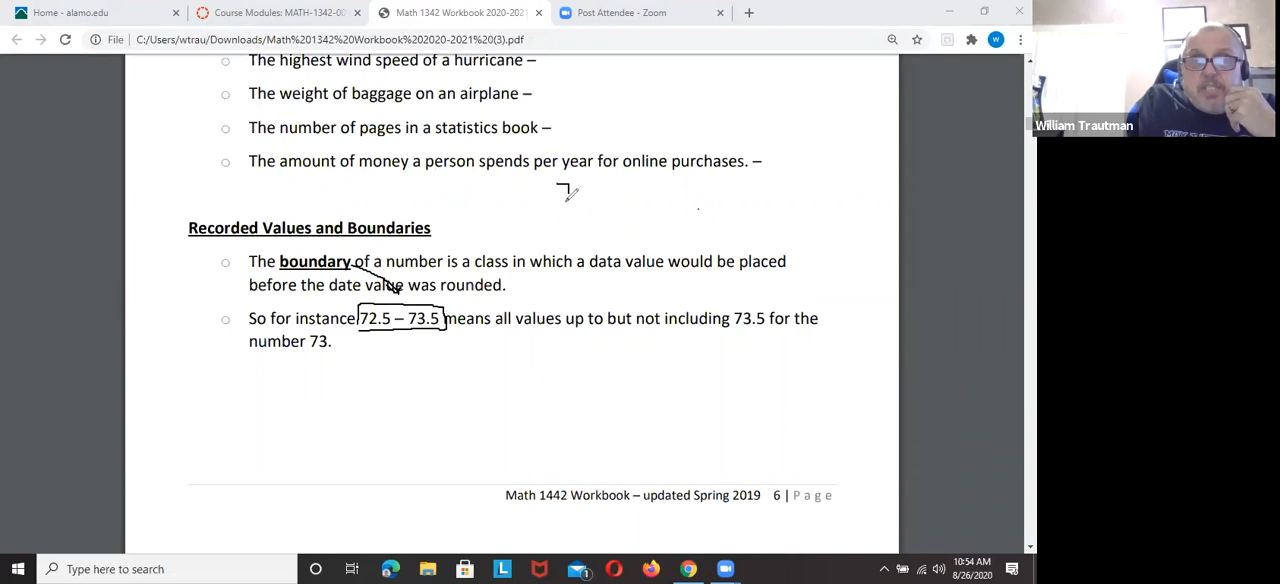 Home - alamo.edu
Course Modules: MATH-1342-00
Math 1342 Workbook 2020-202
Post Attendee - Zoom
File
C:/Users/wtrau/Downloads/Math%201342%20Workbook%202020-2021%20(3).pdf
W
The highest wind speed of a hurricane –
The weight of baggage on an airplane –
The number of pages in a statistics book –
The amount of money a person spends per year for online purchases. –
Recorded Values and Boundaries
The boundary of a number is a class in which a data value would be placed
before the date value was rounded.
So for instance 72.5 – 73.5 means all values up to but not including 73.5 for the
number 73.
Math 1442 Workbook – updated Spring 2019 6 | Page
William Trautman
Type here to search
L
1
10:54 AM
8/26/2020